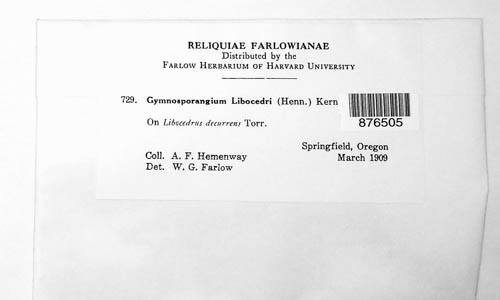 RELIQUIAE FARLOWIANAE
Distributed by the
FARLOW HERBARIUM OF HARVARD UNIVERSITY
729. Gymnosporangium Libocedri (Henn.) Kern
876505
On Libocedrus decurrens Torr.
Springfield, Oregon
Coll. A. F. Hemenway March 1909
Det. W. G. Farlow